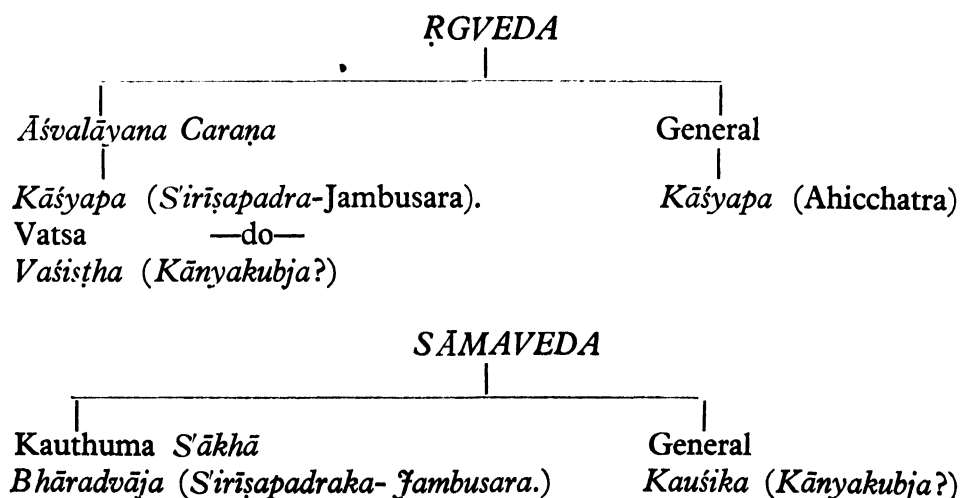 ṚGVEDA
Āśvalāyana Caraṇa General
Kāśyapa (S'irīṣapadra-Jambusara). Kāśyapa (Ahicchatra)
Vatsa —do—
Vaśiṣṭha (Kānyakubja?)
SĀMAVEDA
Kauthuma S'ākhā General
Bhāradvāja (S'irīṣapadraka- Jambusara.) Kauśika (Kānyakubja?)